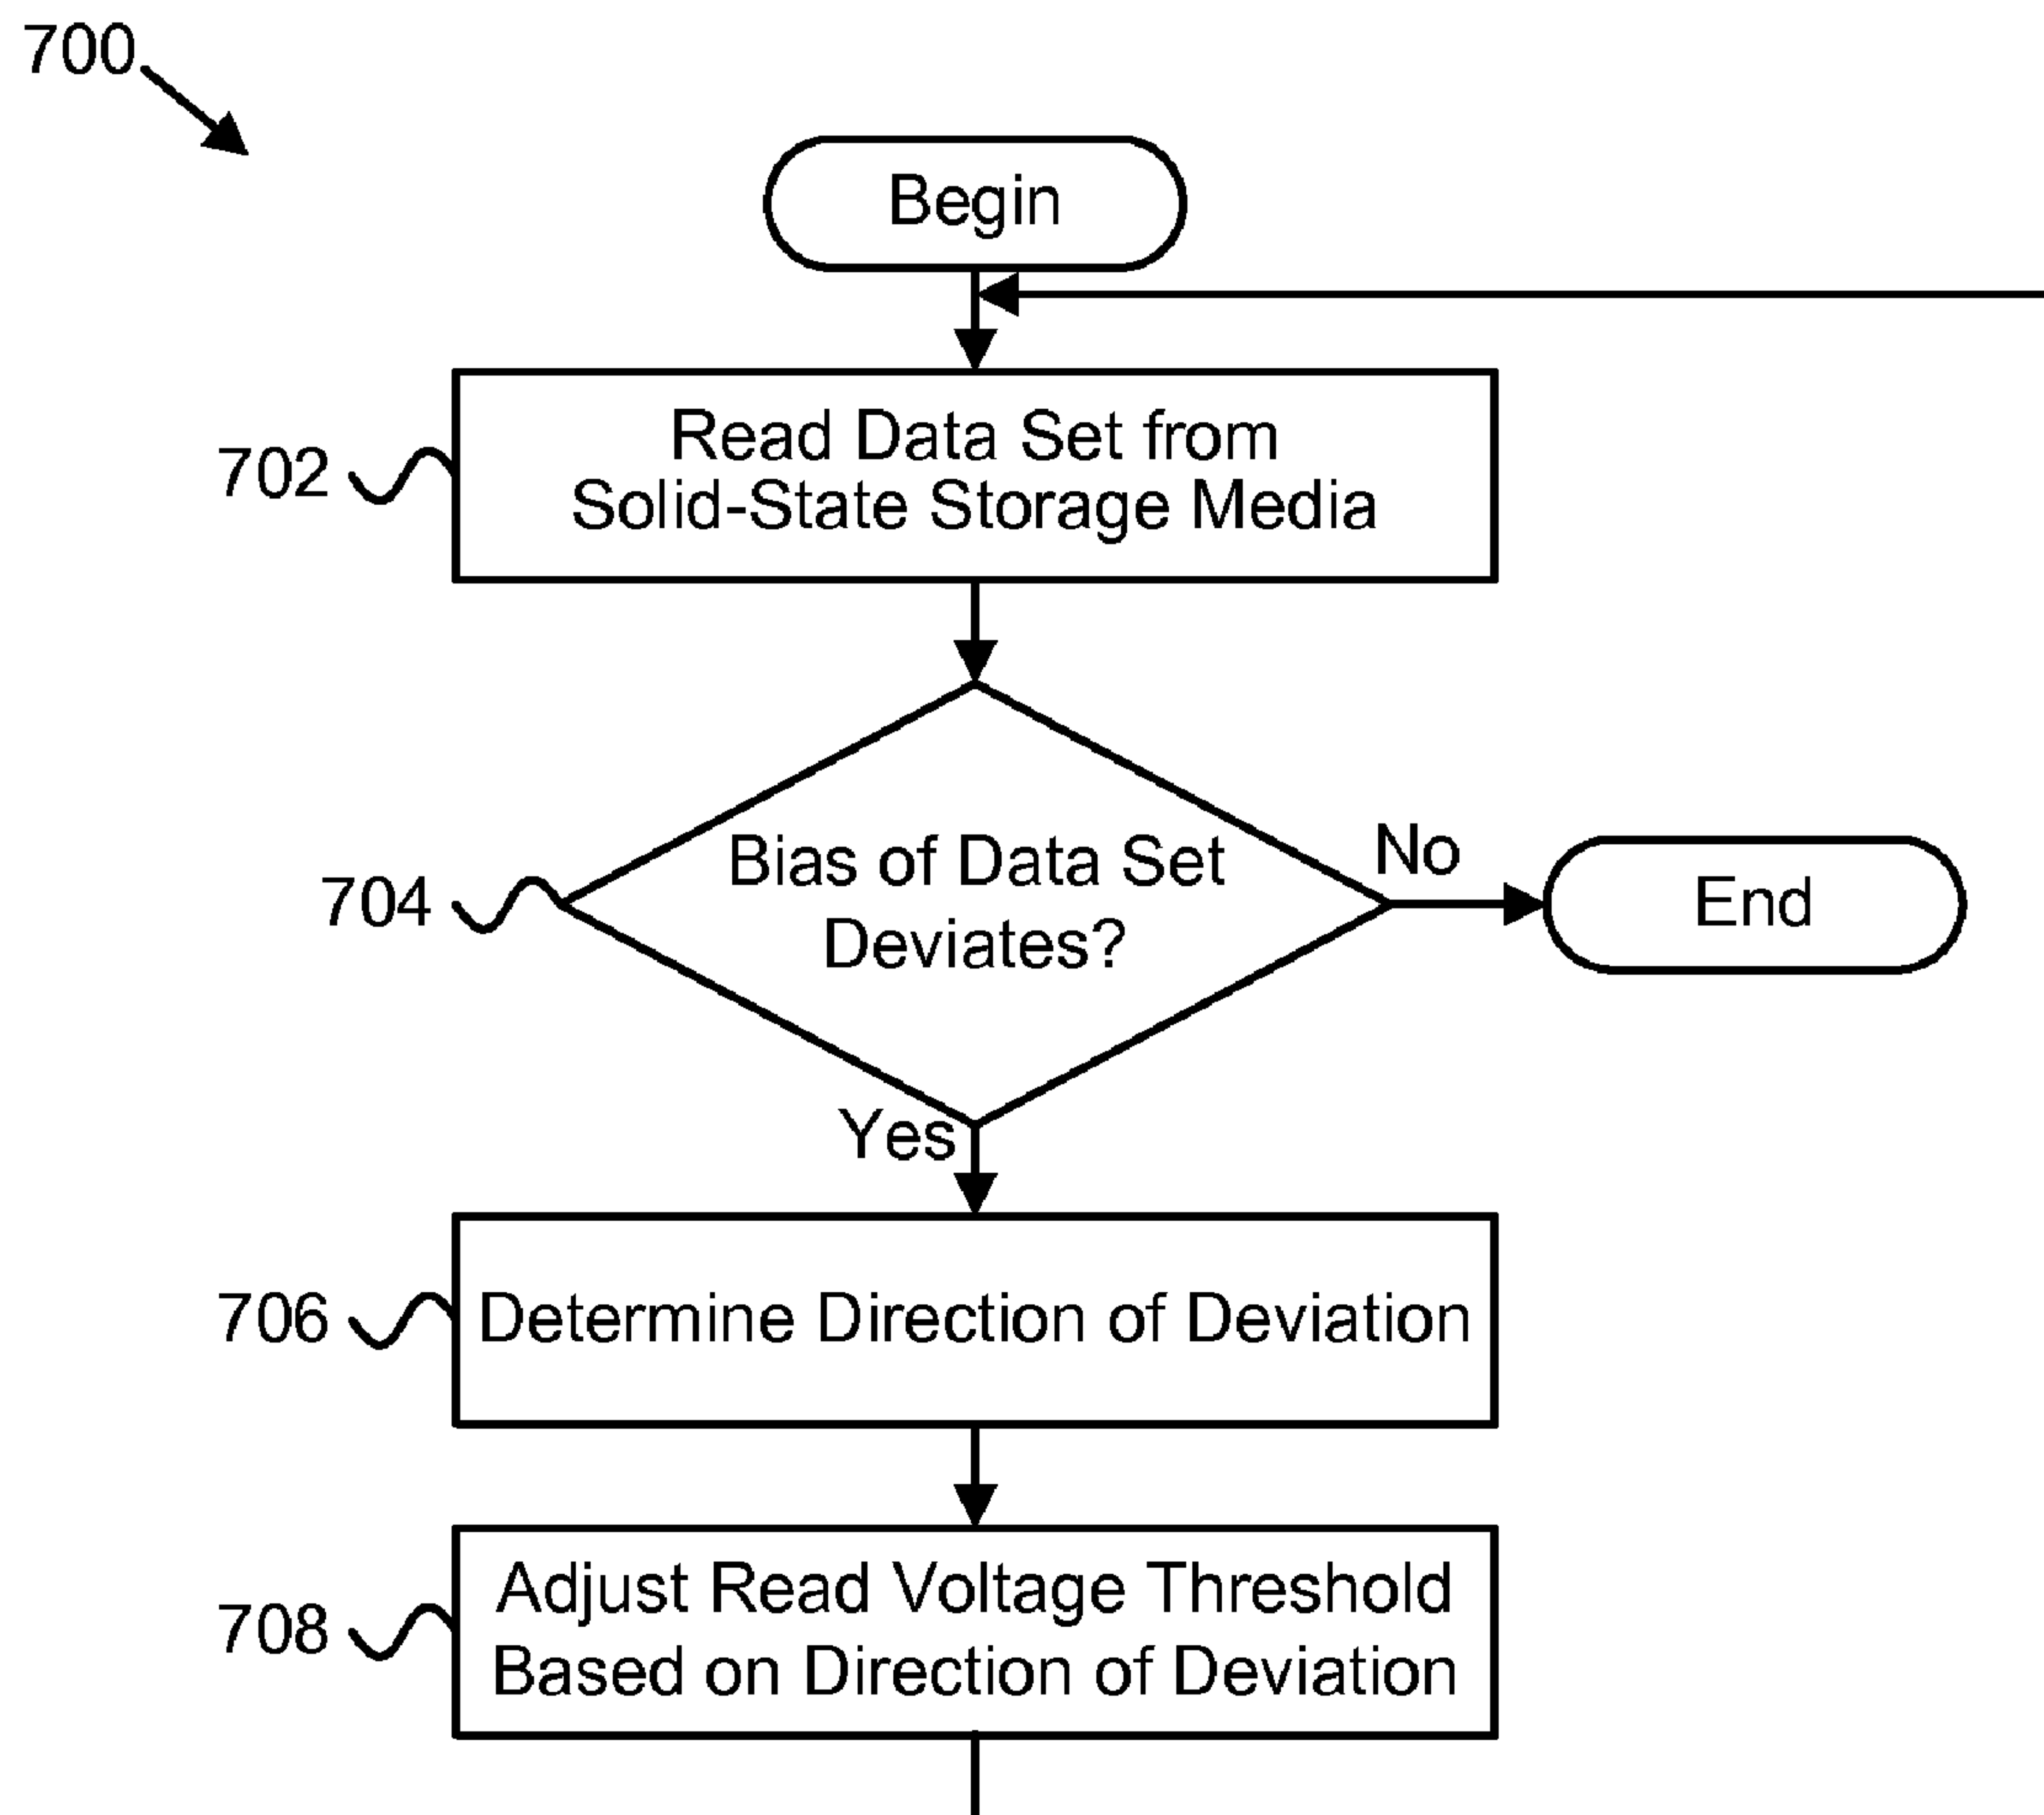 700
Begin
702
Read Data Set from
Solid-State Storage Media
704
Bias of Data Set
Deviates?
No
End
Yes
706
Determine Direction of Deviation
708
Adjust Read Voltage Threshold
Based on Direction of Deviation